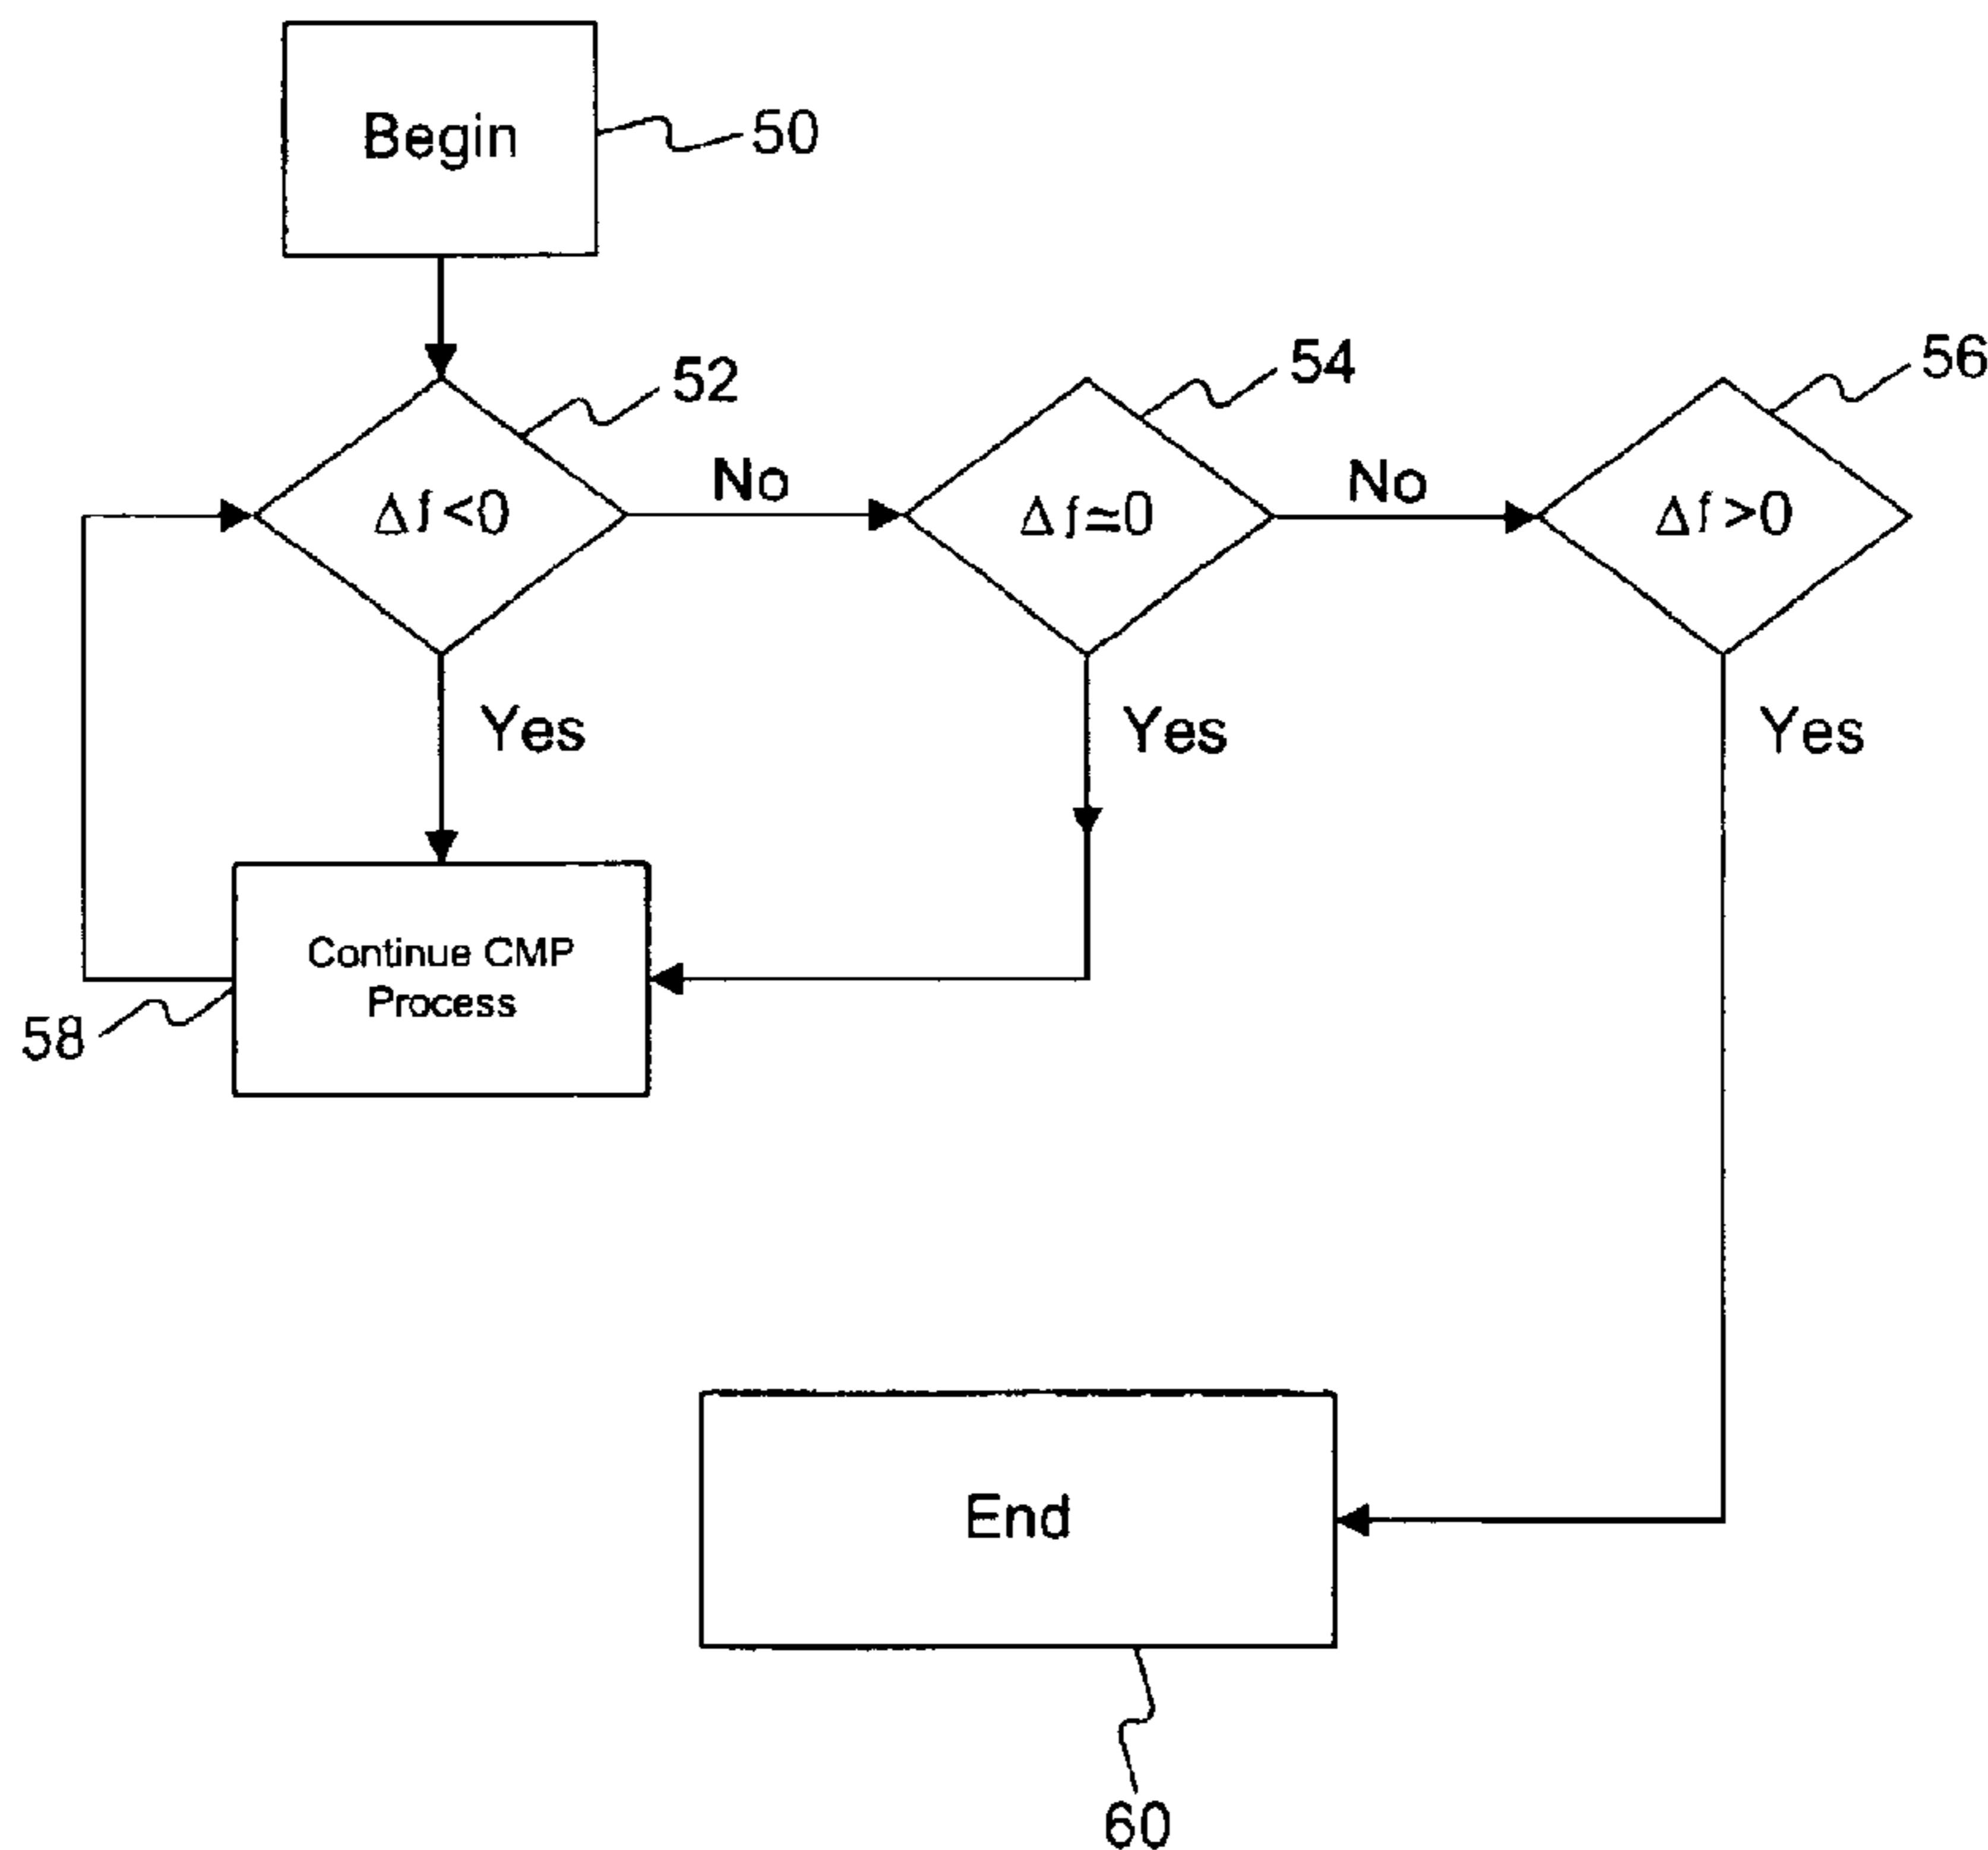 Begin
50
52
54
56
Δf<0
No
Δf≃0
No
Δf>0
Yes
Yes
Yes
Continue CMP
Process
58
End
60